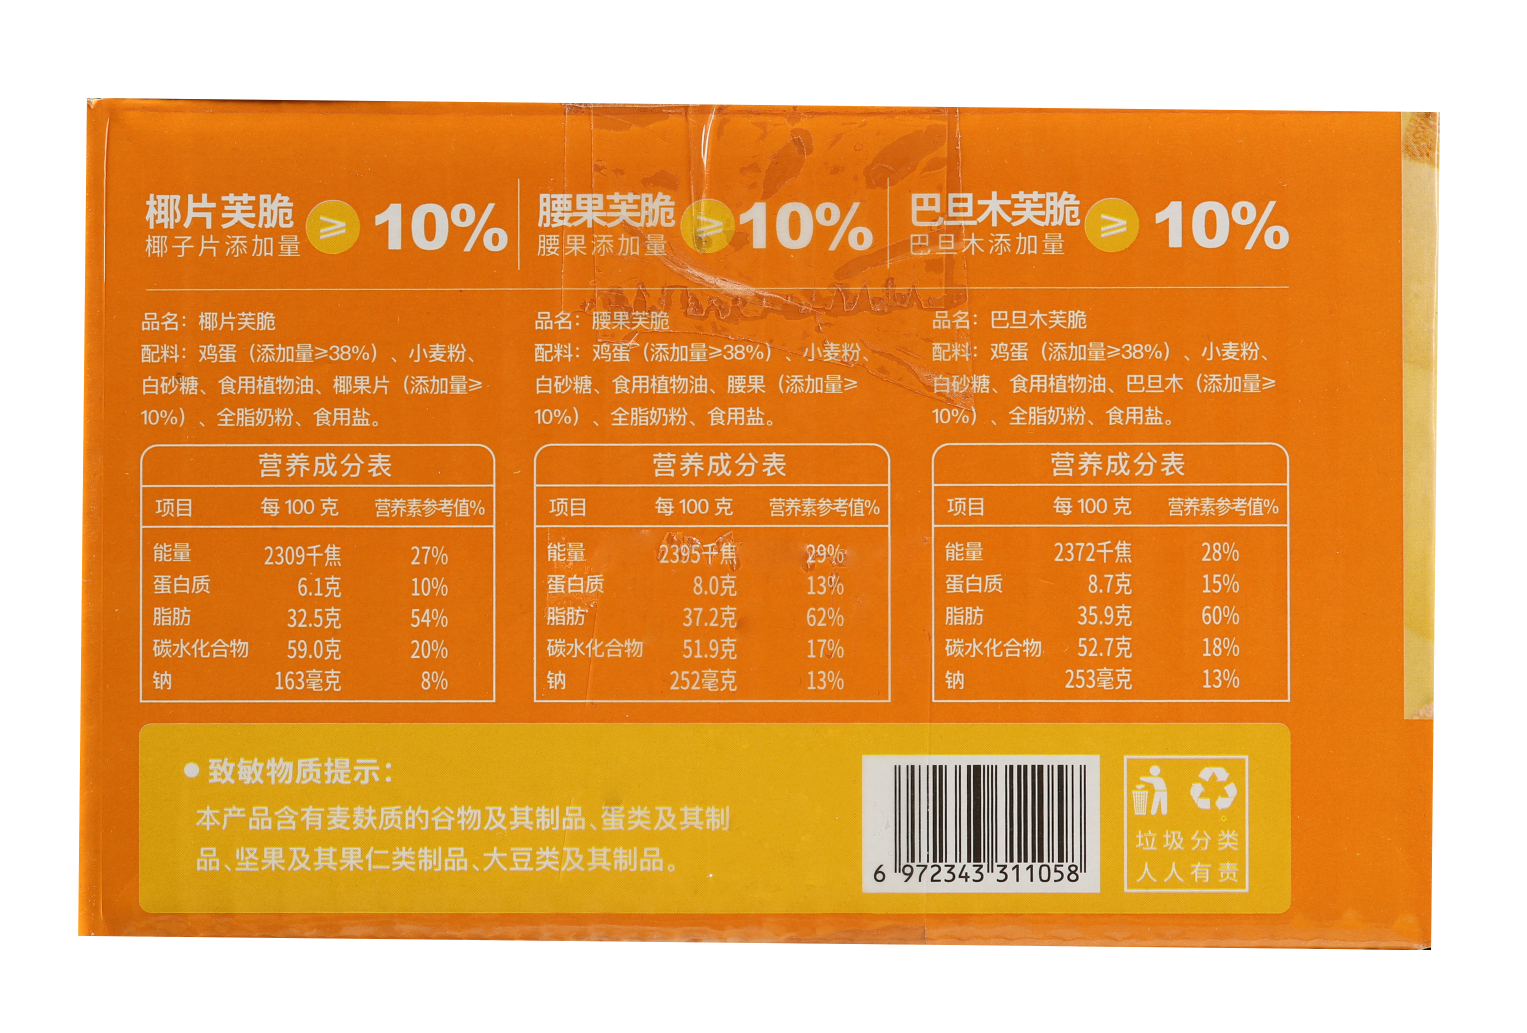 椰片芙脆
椰子片添加量
≥
10%
腰果芙脆
腰果添加量
≥
10%
巴旦木芙脆
巴旦木添加量
≥
10%
品名：椰片芙脆
配料：鸡蛋（添加量≥38%）、小麦粉、
白砂糖、食用植物油、椰果片（添加量≥
10%）、全脂奶粉、食用盐。
营养成分表
项目 每 100 克 营养素参考值%
能量 2309千焦 27%
蛋白质 6.1克 10%
脂肪 32.5克 54%
碳水化合物 59.0克 20%
钠 163毫克 8%
品名：腰果芙脆
配料：鸡蛋（添加量≥38%）、小麦粉、
白砂糖、食用植物油、腰果（添加量≥
10%）、全脂奶粉、食用盐。
营养成分表
项目 每 100 克 营养素参考值%
能量 2395千焦 29%
蛋白质 8.0克 13%
脂肪 37.2克 62%
碳水化合物 51.9克 17%
钠 252毫克 13%
品名：巴旦木芙脆
配料：鸡蛋（添加量≥38%）、小麦粉、
白砂糖、食用植物油、巴旦木（添加量≥
10%）、全脂奶粉、食用盐。
营养成分表
项目 每 100 克 营养素参考值%
能量 2372千焦 28%
蛋白质 8.7克 15%
脂肪 35.9克 60%
碳水化合物 52.7克 18%
钠 253毫克 13%
●致敏物质提示：
本产品含有麦麸质的谷物及其制品、蛋类及其制
品、坚果及其果仁类制品、大豆类及其制品。
6 972343 311058
垃圾分类
人人有责